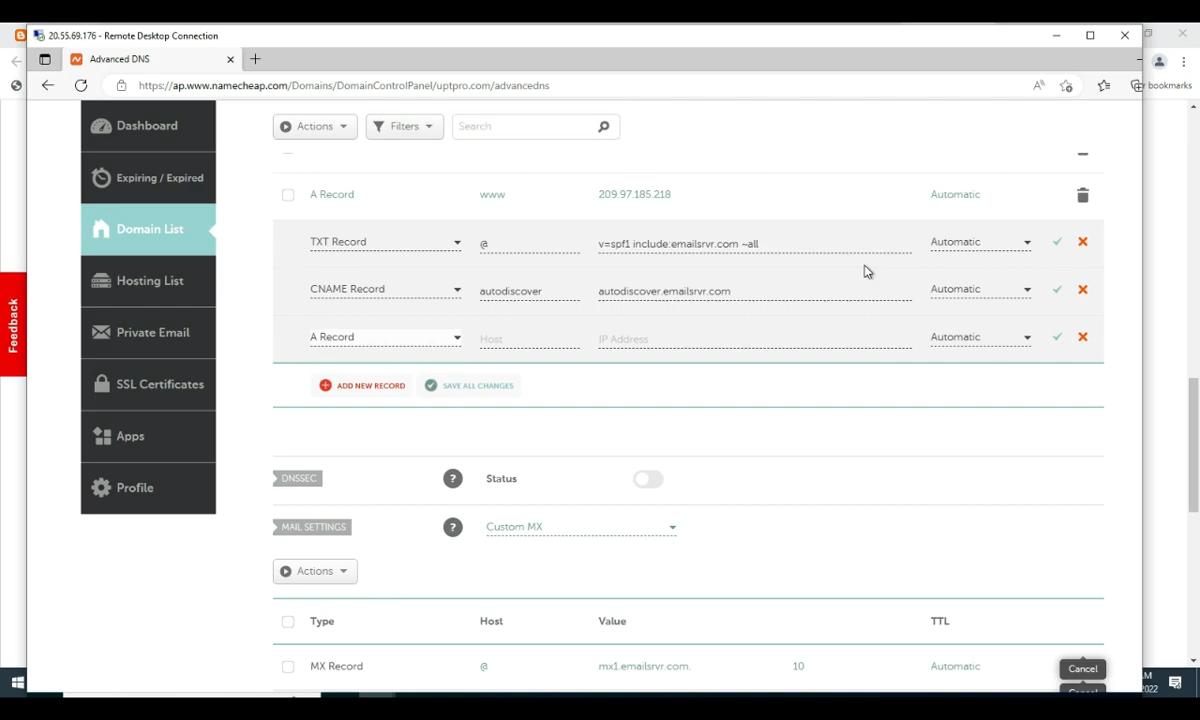 20.55.69.176 - Remote Desktop Connection
Advanced DNS
https://ap.www.namecheap.com/Domains/DomainControlPanel/uptpro.com/advancedns
bookmarks
Dashboard
Expiring / Expired
Domain List
Hosting List
Private Email
SSL Certificates
Apps
Profile
Feedback
Actions Filters Search
A Record www 209.97.185.218 Automatic
TXT Record @ v=spf1 include:emailsrvr.com ~all Automatic
CNAME Record autodiscover autodiscover.emailsrvr.com Automatic
A Record Host IP Address Automatic
ADD NEW RECORD SAVE ALL CHANGES
DNSSEC ? Status
MAIL SETTINGS ? Custom MX
Actions
Type Host Value TTL
MX Record @ mx1.emailsrvr.com. 10 Automatic
Cancel
Cancel
2022